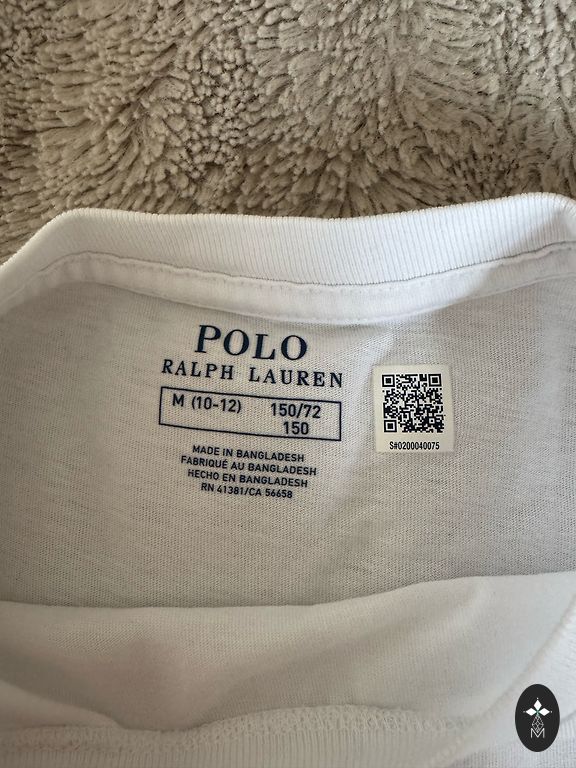 POLO
RALPH LAUREN
M (10-12) 150/72
150
MADE IN BANGLADESH
FABRIQUÉ AU BANGLADESH
HECHO EN BANGLADESH
RN 41381/CA 56658
S#0200040075
M